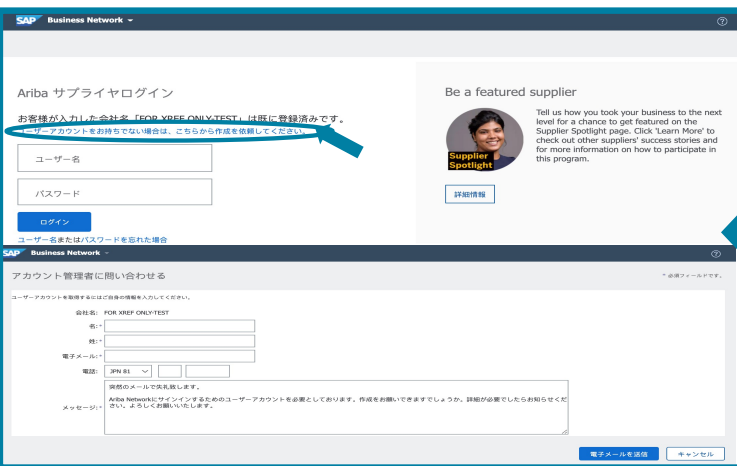 SAP Business Network
Ariba サプライヤログイン
お客様が入力した会社名「FOR XREF ONLY-TEST」は既に登録済みです。
ユーザーアカウントをお持ちでない場合は、こちらから作成を依頼してください。
ユーザー名
パスワード
ログイン
ユーザー名またはパスワードを忘れた場合
Be a featured supplier
Supplier
Spotlight
Tell us how you took your business to the next
level for a chance to get featured on the
Supplier Spotlight page. Click 'Learn More' to
check out other suppliers' success stories and
for more information on how to participate in
this program.
詳細情報
SAP Business Network
アカウント管理者に問い合わせる
* 必須フィールドです。
ユーザーアカウントを取得するにはご自身の情報を入力してください。
会社名: FOR XREF ONLY-TEST
名: *
姓: *
電子メール: *
電話: JPN 81
メッセージ: *
突然のメールで失礼致します。
Ariba Networkにサインインするためのユーザーアカウントを必要としております。作成をお願いできますでしょうか。詳細が必要でしたらお知らせくだ
さい。よろしくお願いいたします。
電子メールを送信
キャンセル